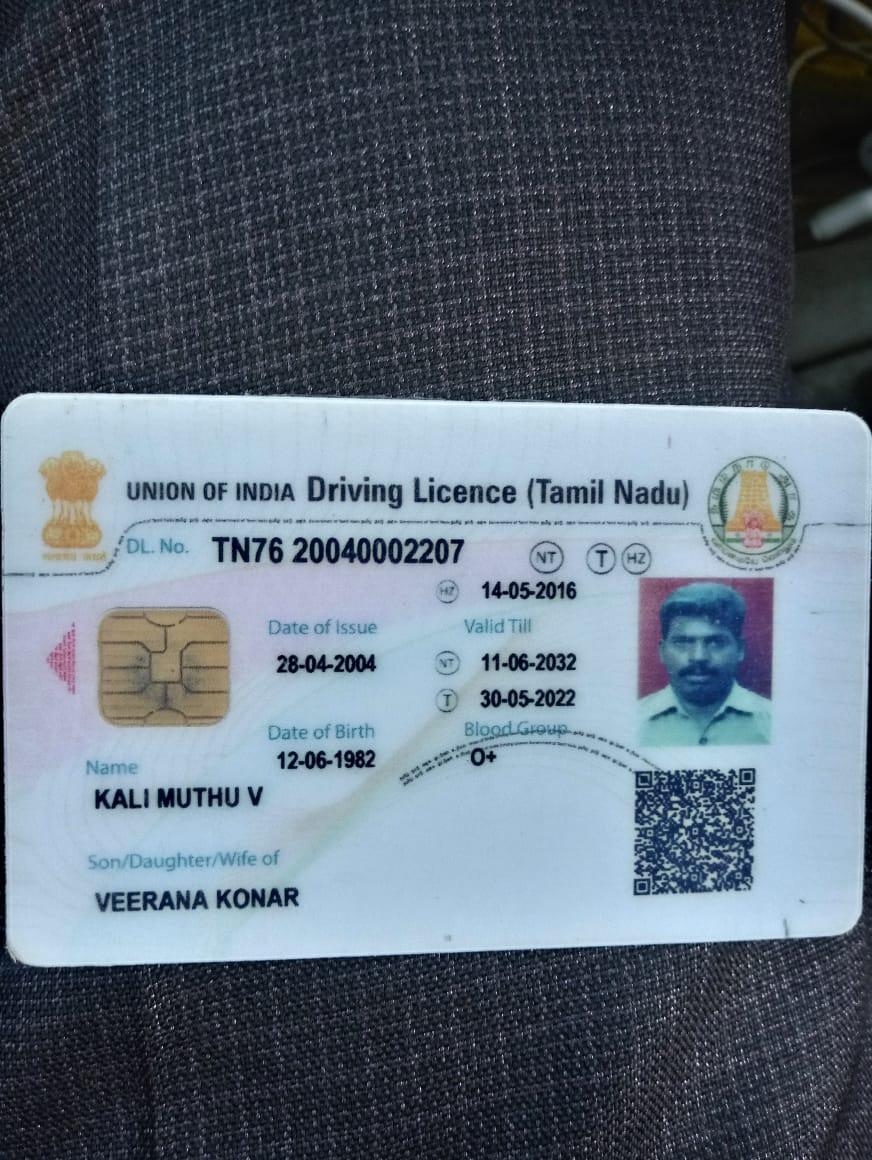 UNION OF INDIA Driving Licence (Tamil Nadu)
DL. No. TN76 20040002207 NT T HZ
HZ 14-05-2016
Date of Issue Valid Till
28-04-2004 NT 11-06-2032
T 30-05-2022
Date of Birth Blood Group
12-06-1982 O+
Name
KALI MUTHU V
Son/Daughter/Wife of
VEERANA KONAR